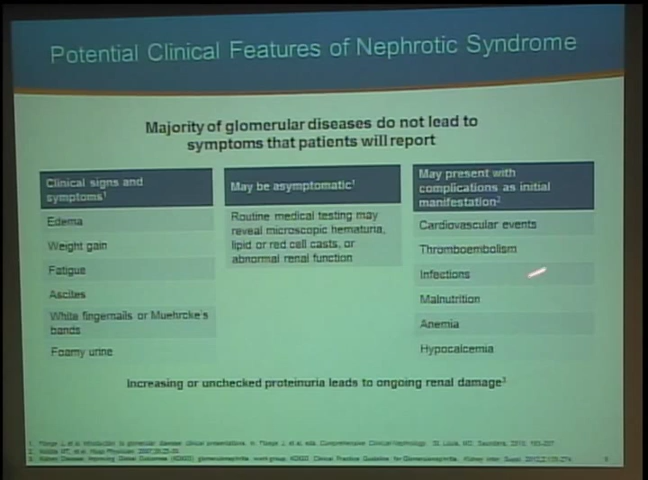 Potential Clinical Features of Nephrotic Syndrome
Majority of glomerular diseases do not lead to
symptoms that patients will report
Clinical signs and
symptoms1
Edema
Weight gain
Fatigue
Ascites
White fingernails or Muehrcke's
bands
Foamy urine
May be asymptomatic1
Routine medical testing may
reveal microscopic hematuria,
lipid or red cell casts, or
abnormal renal function
May present with
complications as initial
manifestation2
Cardiovascular events
Thromboembolism
Infections
Malnutrition
Anemia
Hypocalcemia
Increasing or unchecked proteinuria leads to ongoing renal damage3